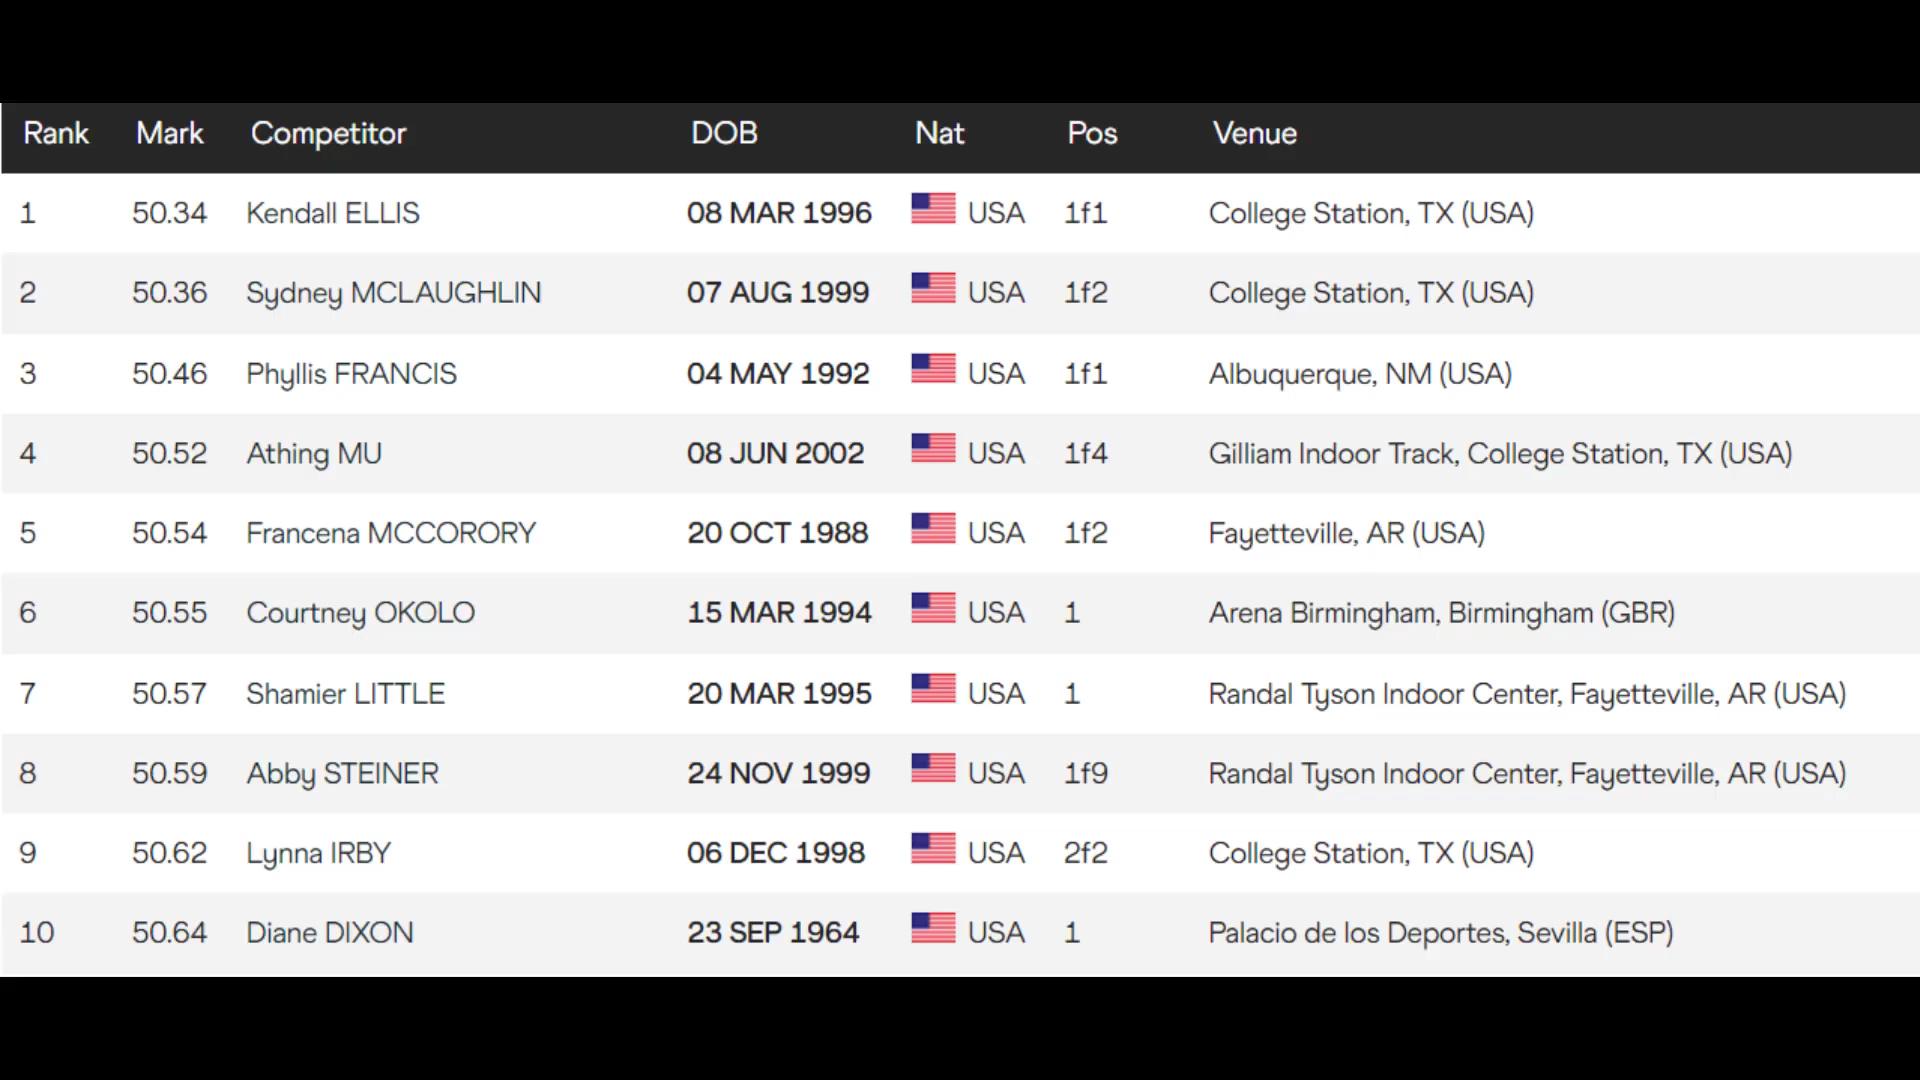 Rank Mark Competitor DOB Nat Pos Venue
1 50.34 Kendall ELLIS 08 MAR 1996 USA 1f1 College Station, TX (USA)
2 50.36 Sydney MCLAUGHLIN 07 AUG 1999 USA 1f2 College Station, TX (USA)
3 50.46 Phyllis FRANCIS 04 MAY 1992 USA 1f1 Albuquerque, NM (USA)
4 50.52 Athing MU 08 JUN 2002 USA 1f4 Gilliam Indoor Track, College Station, TX (USA)
5 50.54 Francena MCCORORY 20 OCT 1988 USA 1f2 Fayetteville, AR (USA)
6 50.55 Courtney OKOLO 15 MAR 1994 USA 1 Arena Birmingham, Birmingham (GBR)
7 50.57 Shamier LITTLE 20 MAR 1995 USA 1 Randal Tyson Indoor Center, Fayetteville, AR (USA)
8 50.59 Abby STEINER 24 NOV 1999 USA 1f9 Randal Tyson Indoor Center, Fayetteville, AR (USA)
9 50.62 Lynna IRBY 06 DEC 1998 USA 2f2 College Station, TX (USA)
10 50.64 Diane DIXON 23 SEP 1964 USA 1 Palacio de los Deportes, Sevilla (ESP)